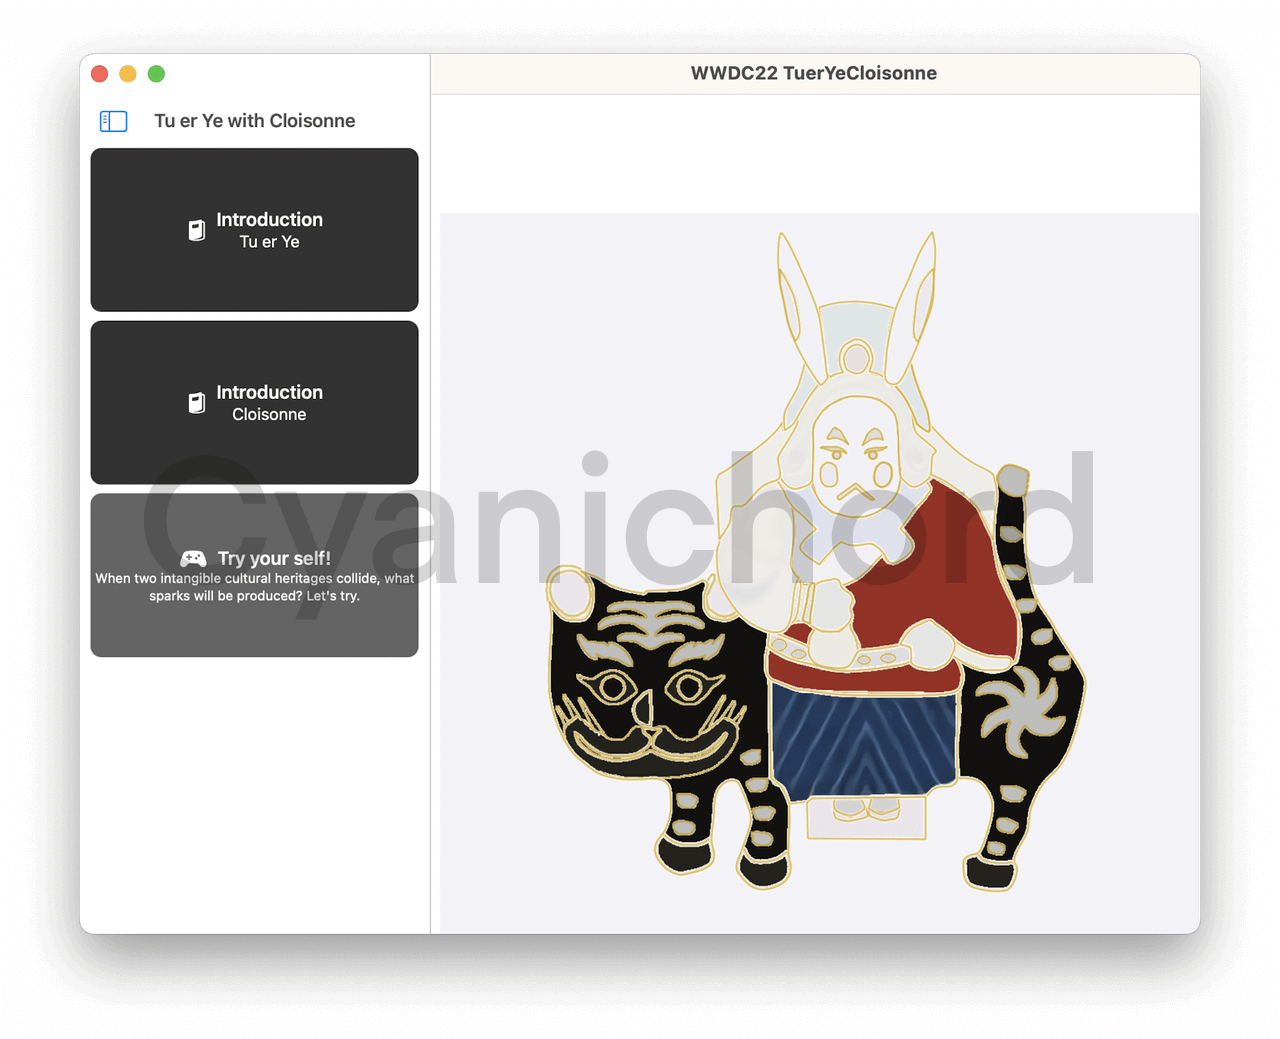 WWDC22 TuerYeCloisonne
Tu er Ye with Cloisonne
Introduction
Tu er Ye
Introduction
Cloisonne
Try your self!
When two intangible cultural heritages collide, what
sparks will be produced? Let's try.
Cyanichord